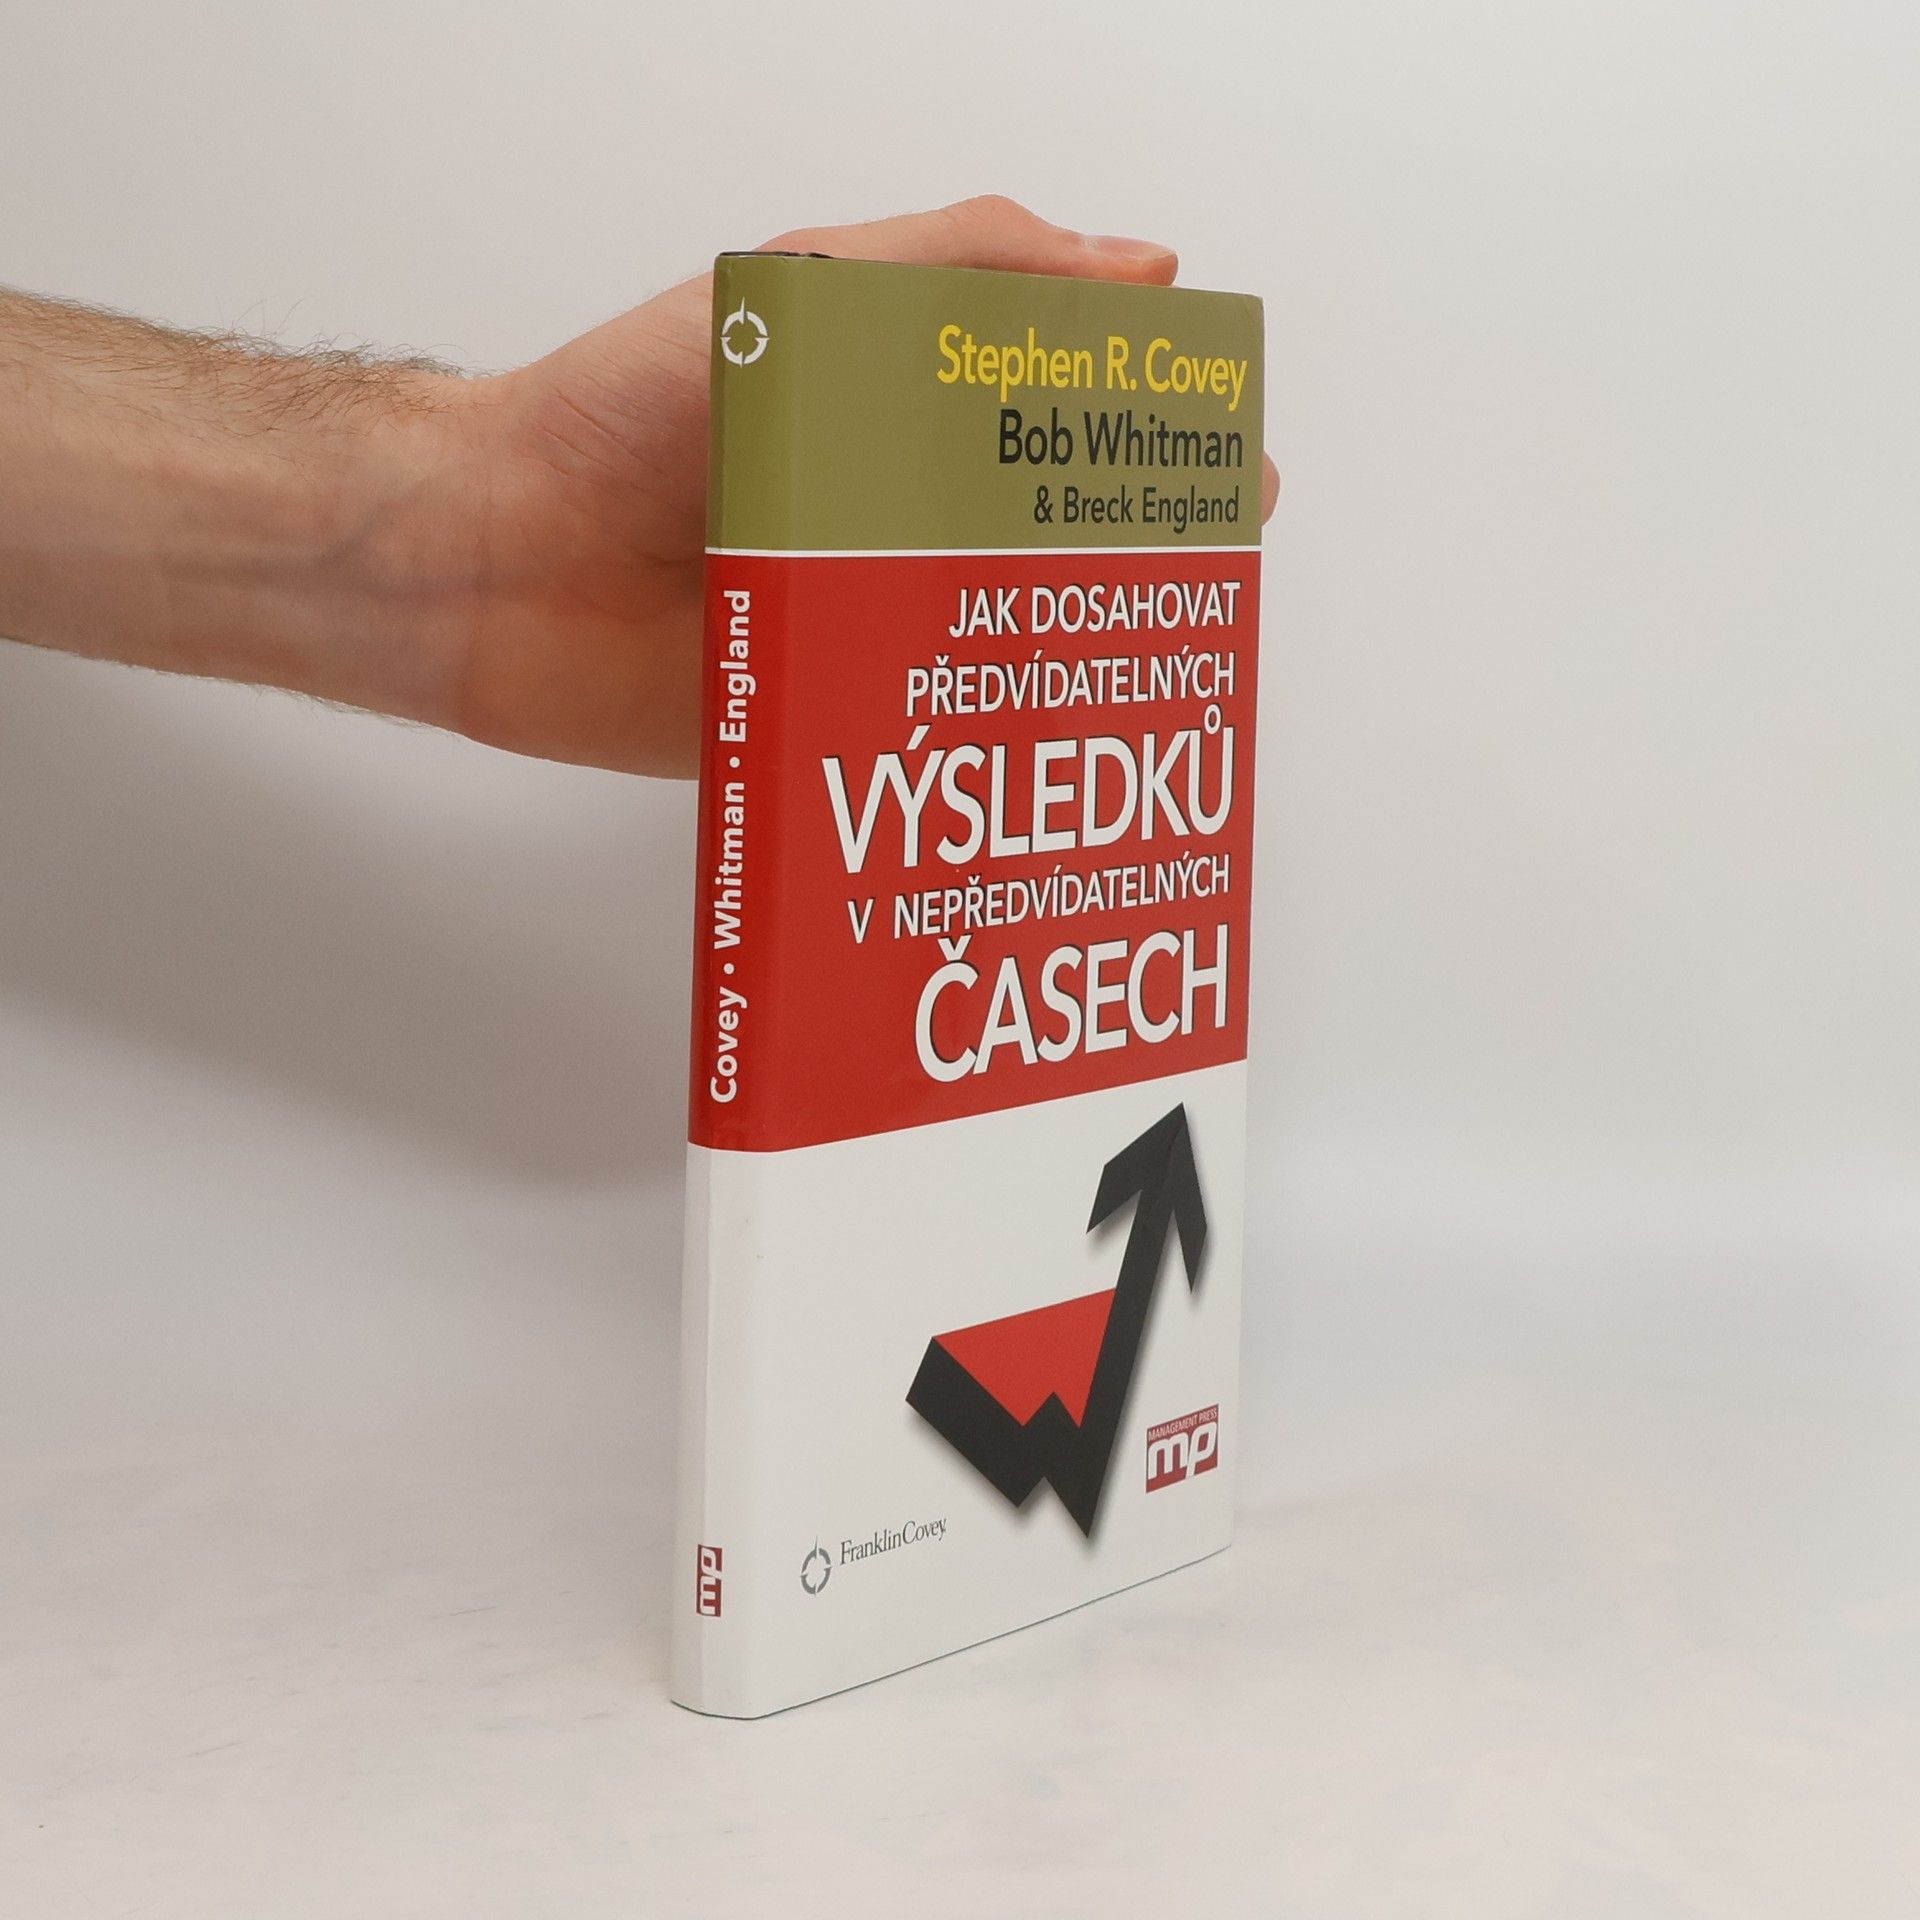 Stephen R. Covey
Bob Whitman
& Breck England
JAK DOSAHOVAT
PŘEDVÍDATELNÝCH
VÝSLEDKŮ
V NEPŘEDVÍDATELNÝCH
ČASECH
MANAGEMENT PRESS
mp
FranklinCovey
Covey • Whitman • England
mp